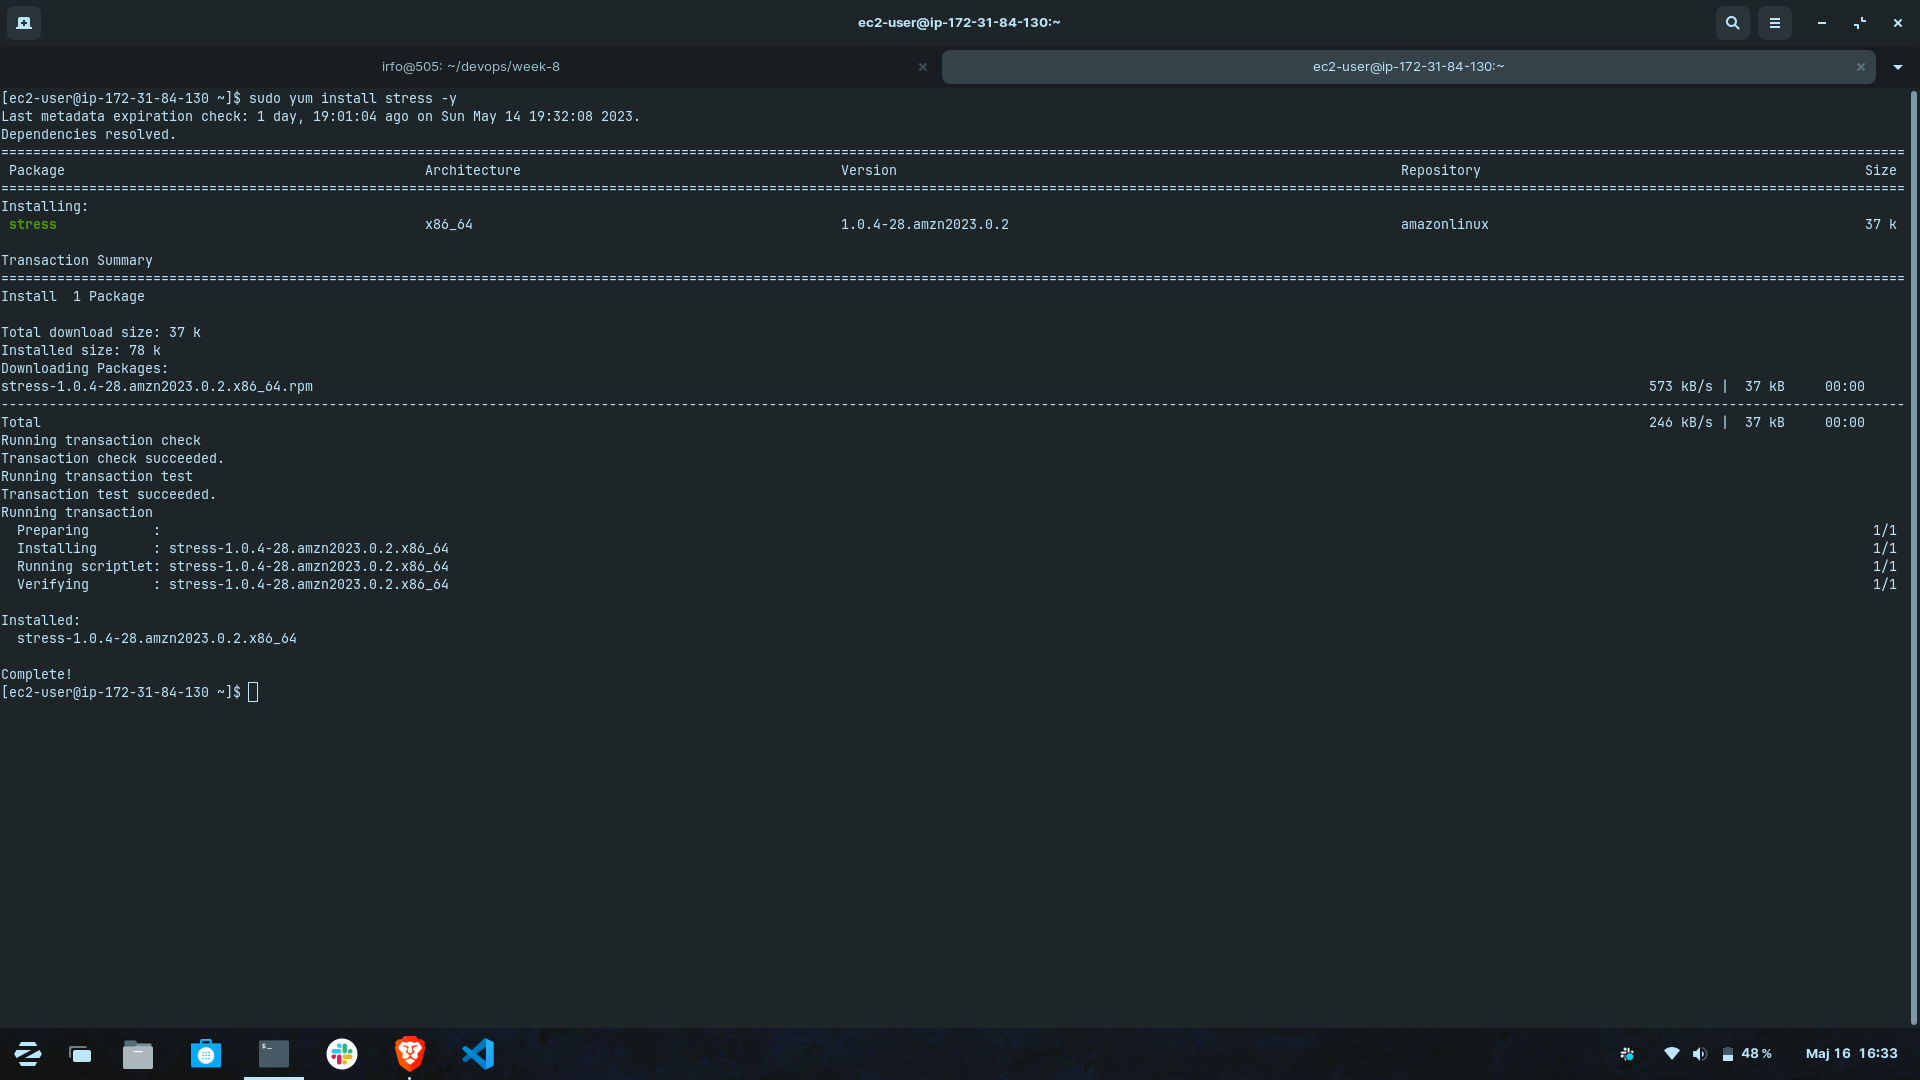 ec2-user@ip-172-31-84-130:~
irfo@505: ~/devops/week-8
ec2-user@ip-172-31-84-130:~
[ec2-user@ip-172-31-84-130 ~]$ sudo yum install stress -y
Last metadata expiration check: 1 day, 19:01:04 ago on Sun May 14 19:32:08 2023.
Dependencies resolved.
Package Architecture Version Repository Size
Installing:
stress x86_64 1.0.4-28.amzn2023.0.2 amazonlinux 37 k
Transaction Summary
Install  1 Package
Total download size: 37 k
Installed size: 78 k
Downloading Packages:
stress-1.0.4-28.amzn2023.0.2.x86_64.rpm 573 kB/s | 37 kB 00:00
Total 246 kB/s | 37 kB 00:00
Running transaction check
Transaction check succeeded.
Running transaction test
Transaction test succeeded.
Running transaction
Preparing : 1/1
Installing : stress-1.0.4-28.amzn2023.0.2.x86_64 1/1
Running scriptlet: stress-1.0.4-28.amzn2023.0.2.x86_64 1/1
Verifying : stress-1.0.4-28.amzn2023.0.2.x86_64 1/1
Installed:
stress-1.0.4-28.amzn2023.0.2.x86_64
Complete!
[ec2-user@ip-172-31-84-130 ~]$
48 % Maj 16 16:33